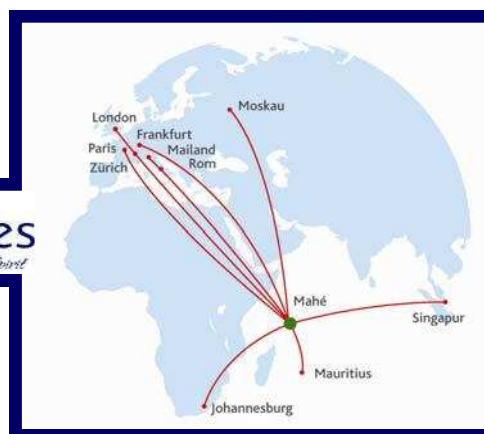 London
Moskau
Frankfurt
Paris
Mailand
Zürich
Rom
es
Mahé
Singapur
Mauritius
Johannesburg